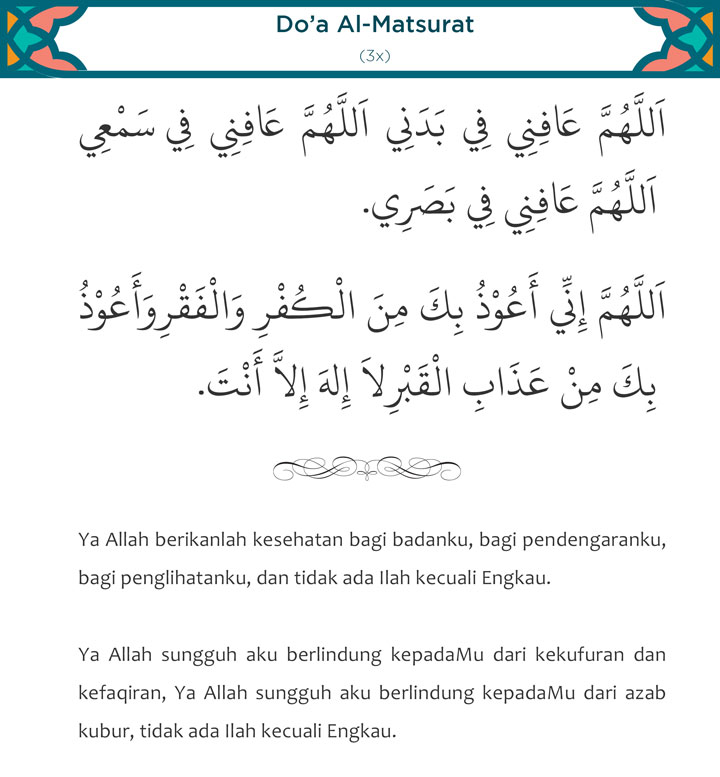 Do’a Al-Matsurat
(3x)
اَللَّهُمَّ عَافِنِي فِي بَدَنِي اَللَّهُمَّ عَافِنِي فِي سَمْعِي
اَللَّهُمَّ عَافِنِي فِي بَصَرِي.
اَللَّهُمَّ إِنِّي أَعُوْذُ بِكَ مِنَ الْكُفْرِ وَالْفَقْرِوَأَعُوْذُ
بِكَ مِنْ عَذَابِ الْقَبْرِلاَ إِلهَ إِلاَّ أَنْتَ.
Ya Allah berikanlah kesehatan bagi badanku, bagi pendengaranku,
bagi penglihatanku, dan tidak ada Ilah kecuali Engkau.
Ya Allah sungguh aku berlindung kepadaMu dari kekufuran dan
kefaqiran, Ya Allah sungguh aku berlindung kepadaMu dari azab
kubur, tidak ada Ilah kecuali Engkau.